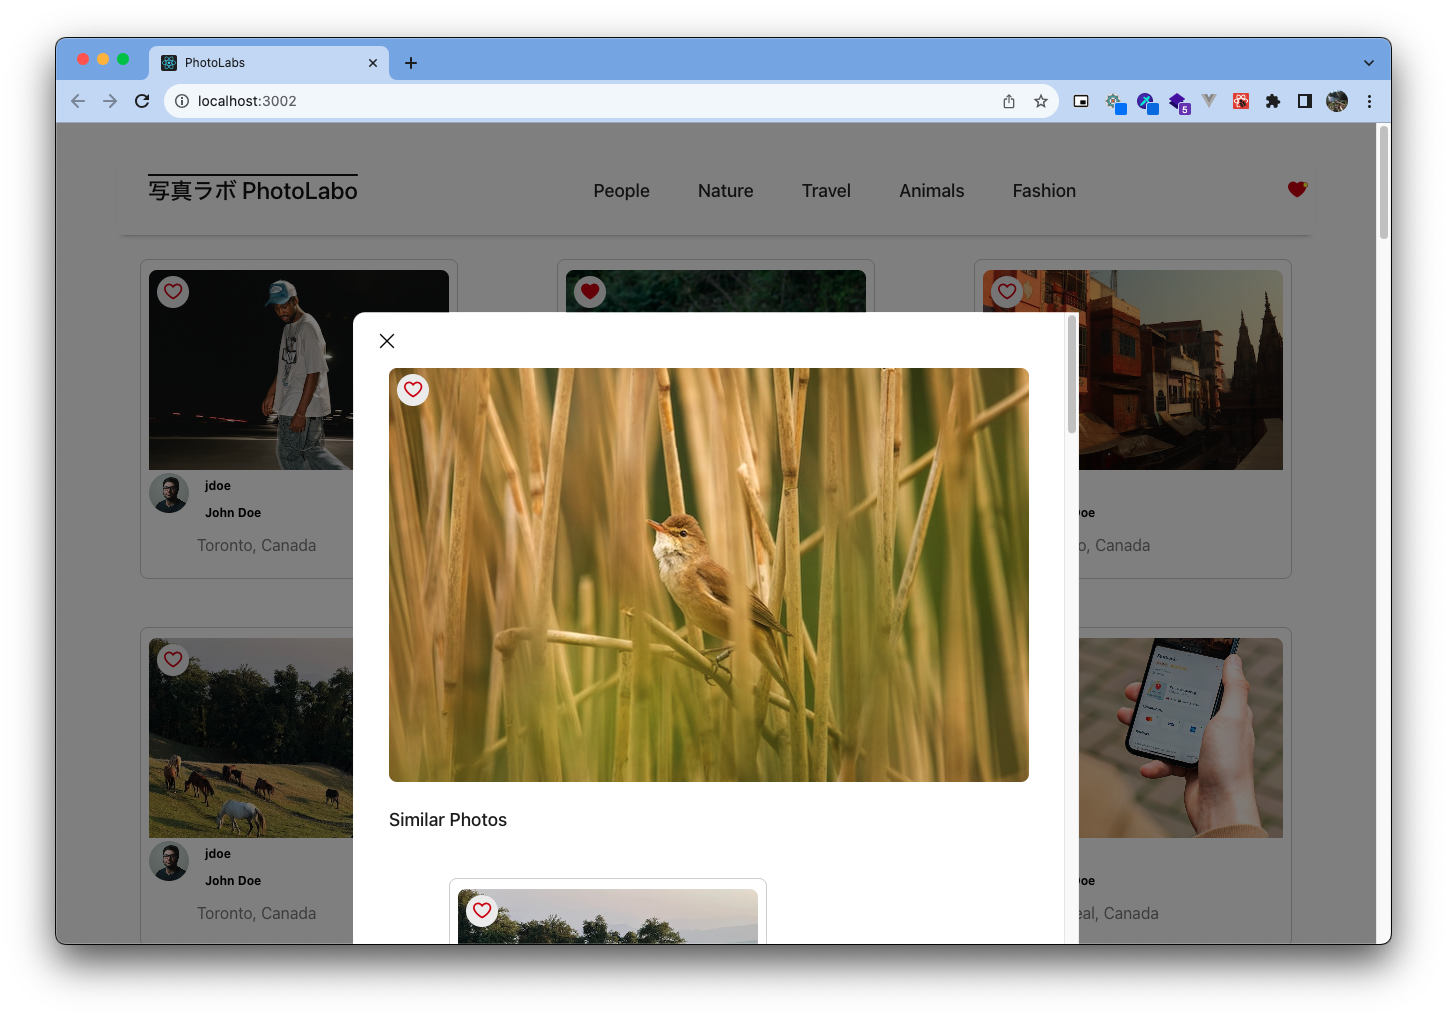 PhotoLabs
localhost:3002
5
写真ラボ PhotoLabo
People
Nature
Travel
Animals
Fashion
jdoe
John Doe
Toronto, Canada
oe
o, Canada
Similar Photos
jdoe
John Doe
Toronto, Canada
oe
eal, Canada